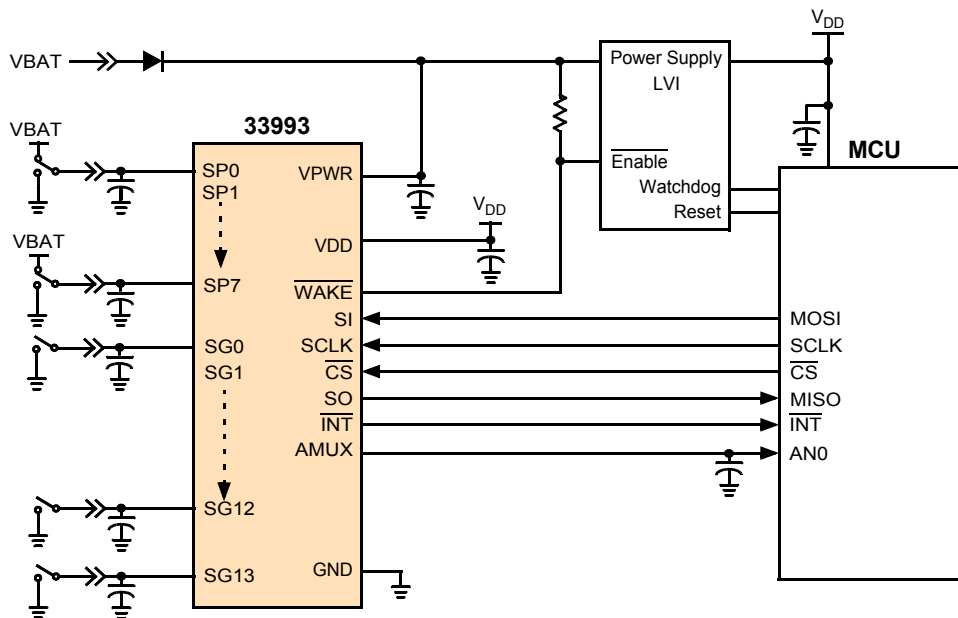 VDD
VBAT
Power Supply
LVI
33993
MCU
VBAT
Enable
SP0
SP1
VPWR
Watchdog
Reset
VDD
VDD
VBAT
SP7
WAKE
SI
MOSI
SG0
SCLK
SCLK
SG1
CS
CS
SO
MISO
INT
INT
AMUX
AN0
SG12
SG13
GND